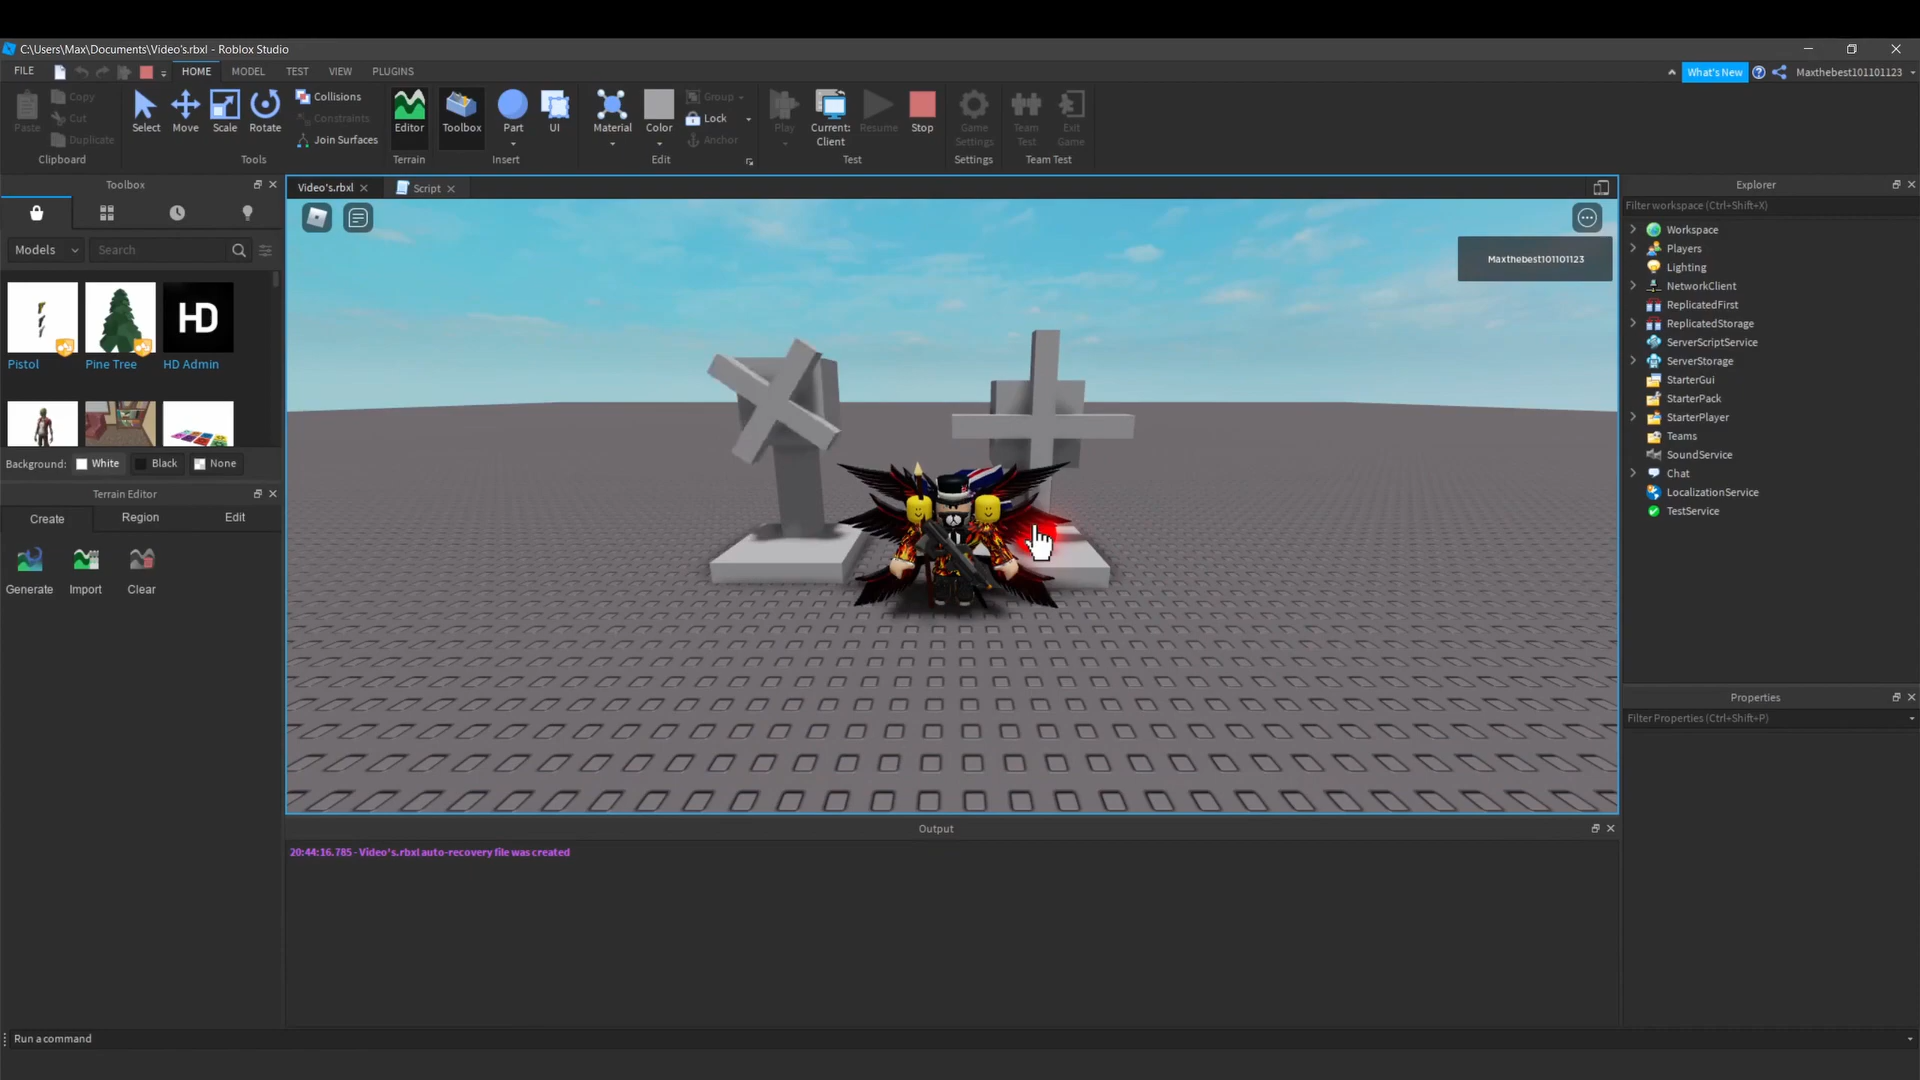 C:\Users\Max\Documents\Video's.rbxl - Roblox Studio
FILE HOME MODEL TEST VIEW PLUGINS What's New Maxthebest101101123
Paste Copy Cut Duplicate
Clipboard
Select Move Scale Rotate
Collisions
Constraints
Join Surfaces
Tools
Editor
Terrain
Toolbox Part UI
Insert
Material Color Group Lock Anchor
Edit
Play Current: Client Resume Stop
Test
Game Settings
Settings
Team Test Exit Game
Team Test
Toolbox
Models Search
HD
Pistol Pine Tree HD Admin
Background: White Black None
Terrain Editor
Create Region Edit
Generate Import Clear
Video's.rbxl Script
Maxthebest101101123
Output
20:44:16.785 - Video's.rbxl auto-recovery file was created
Explorer
Filter workspace (Ctrl+Shift+X)
Workspace
Players
Lighting
NetworkClient
ReplicatedFirst
ReplicatedStorage
ServerScriptService
ServerStorage
StarterGui
StarterPack
StarterPlayer
Teams
SoundService
Chat
LocalizationService
TestService
Properties
Filter Properties (Ctrl+Shift+P)
Run a command